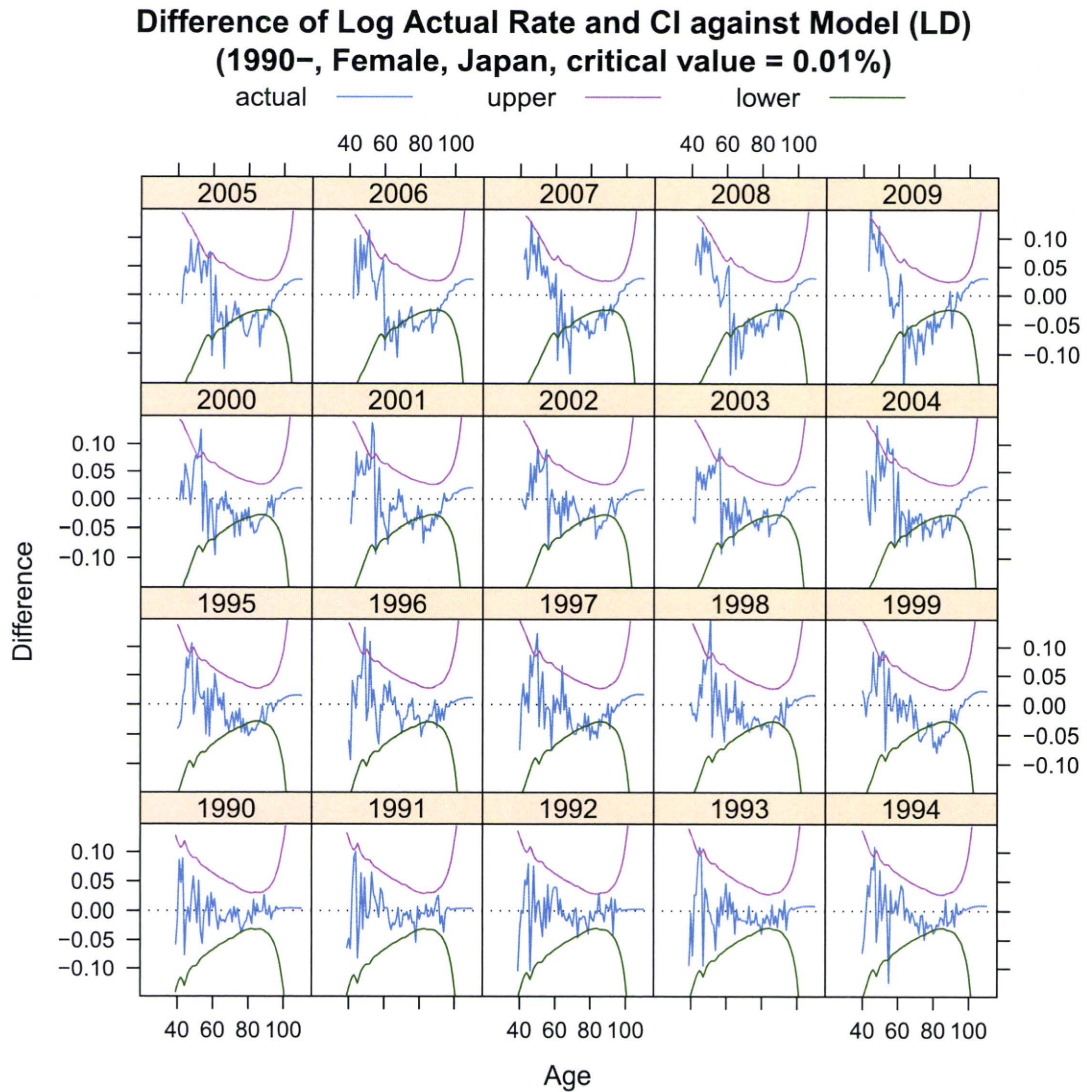 Difference of Log Actual Rate and CI against Model (LD)
(1990−, Female, Japan, critical value = 0.01%)
actual upper lower
40 60 80 100 40 60 80 100
2005 2006 2007 2008 2009
0.10
0.05
0.00
−0.05
−0.10
2000 2001 2002 2003 2004
0.10
0.05
0.00
−0.05
−0.10
1995 1996 1997 1998 1999
0.10
0.05
0.00
−0.05
−0.10
1990 1991 1992 1993 1994
0.10
0.05
0.00
−0.05
−0.10
Difference
40 60 80 100 40 60 80 100 40 60 80 100
Age